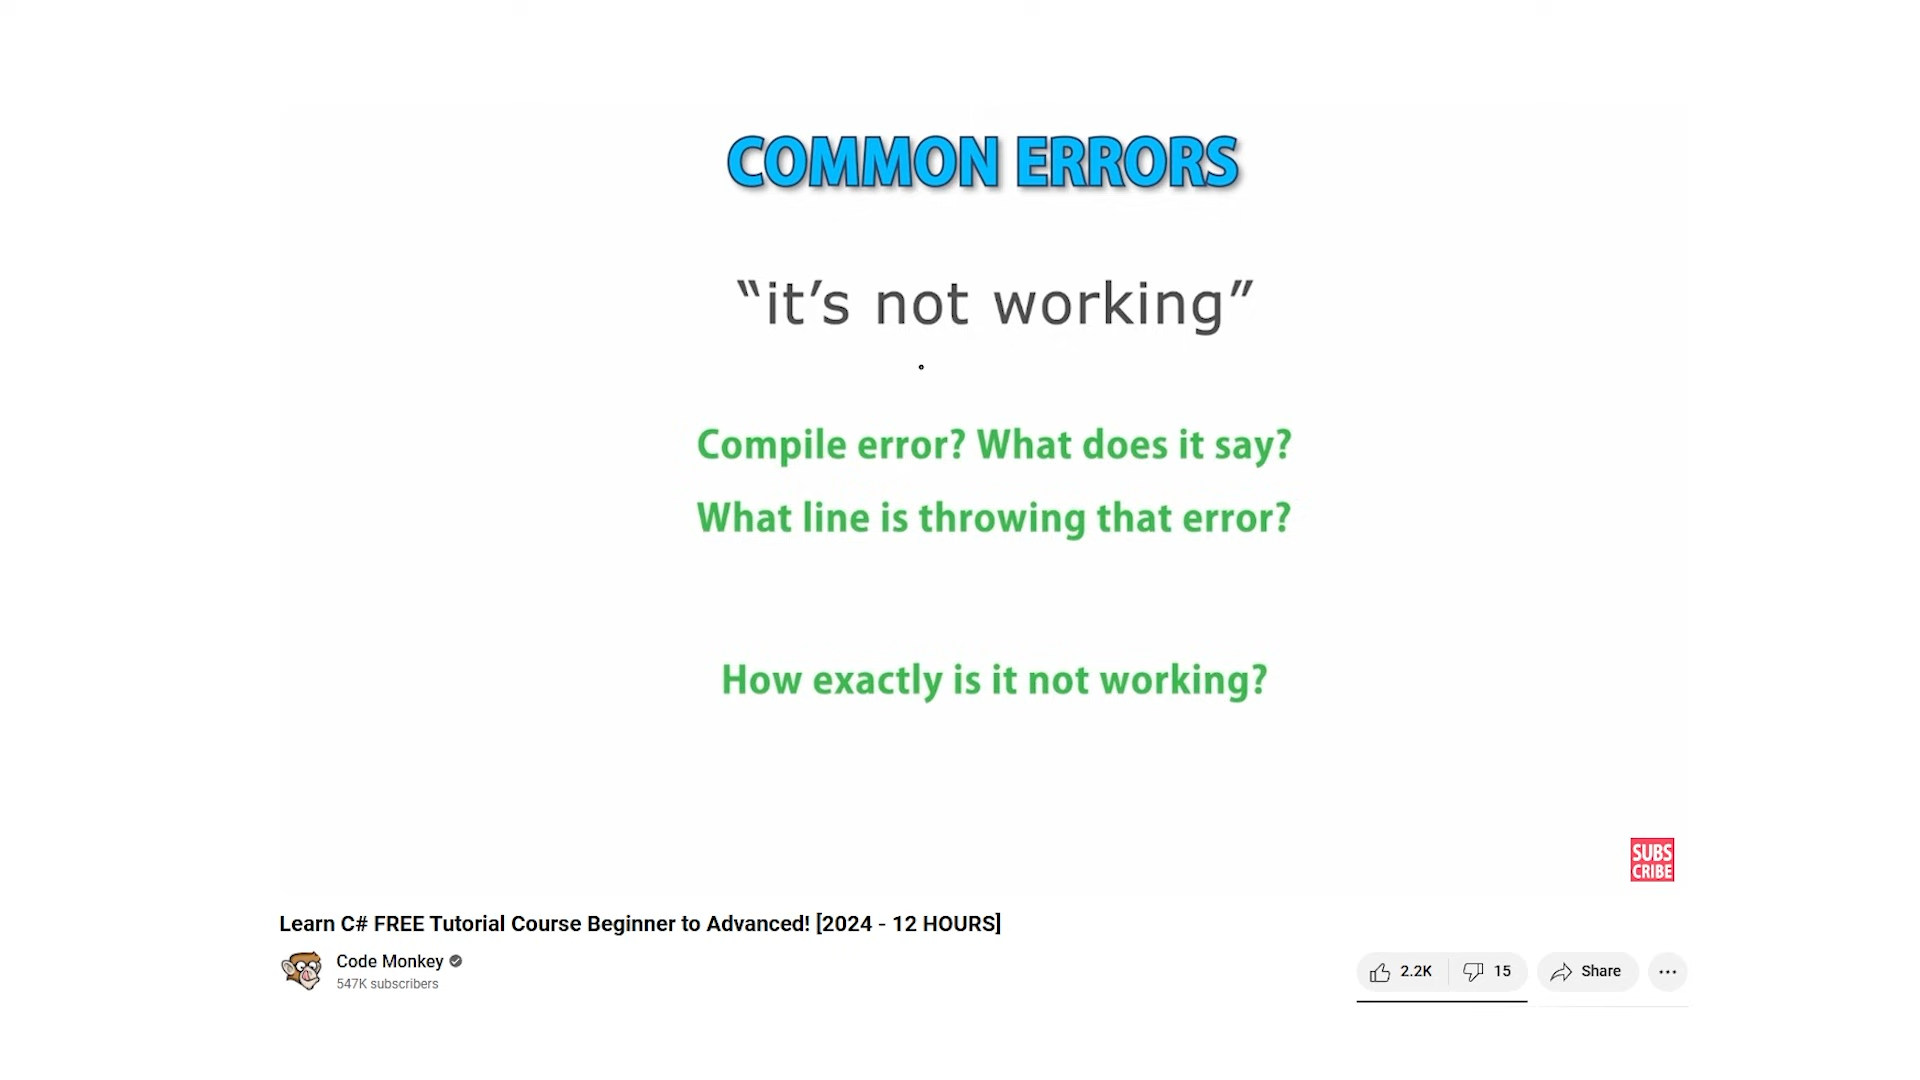 COMMON ERRORS
“it’s not working”
Compile error? What does it say?
What line is throwing that error?
How exactly is it not working?
SUBS
CRIBE
Learn C# FREE Tutorial Course Beginner to Advanced! [2024 - 12 HOURS]
Code Monkey
547K subscribers
2.2K
15
Share